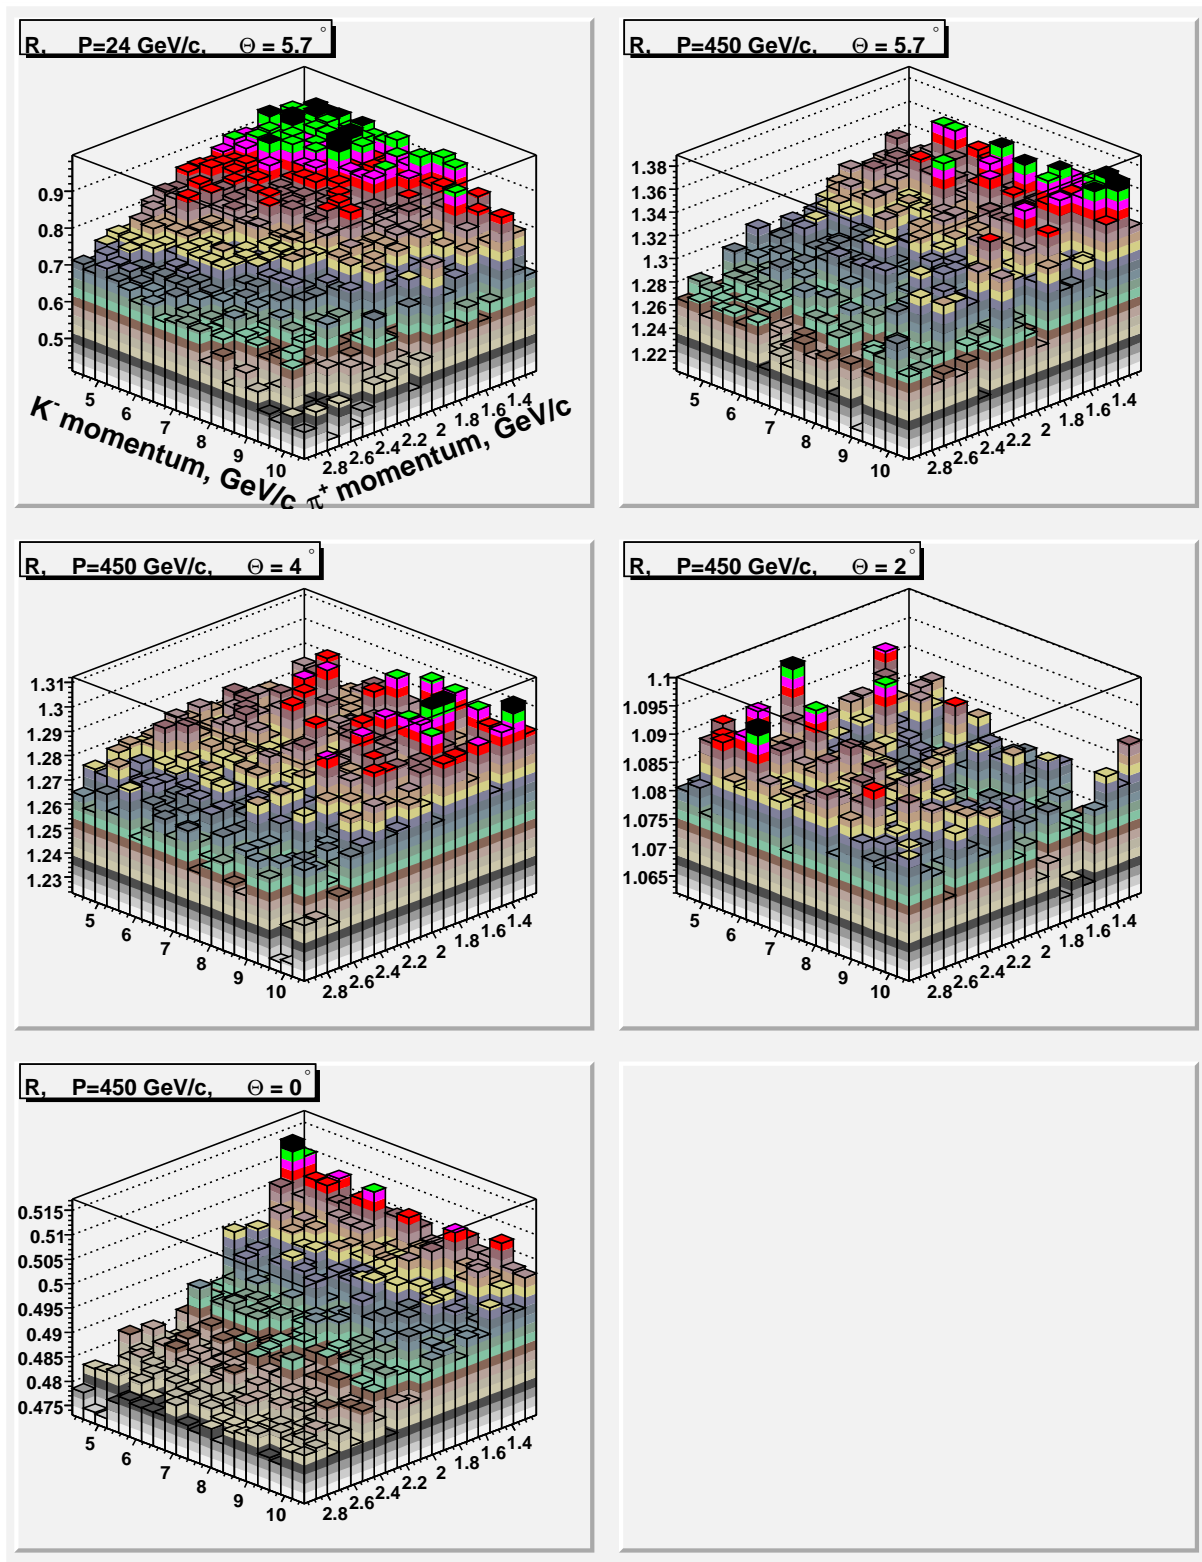 R, P=24 GeV/c, Θ = 5.7 °
0.9
0.8
0.7
0.6
0.5
5 6 7 8 9 10
2.8 2.6 2.4 2.2 2 1.8 1.6 1.4
K⁻ momentum, GeV/c
π⁺ momentum, GeV/c
R, P=450 GeV/c, Θ = 5.7 °
1.38
1.36
1.34
1.32
1.3
1.28
1.26
1.24
1.22
5 6 7 8 9 10
2.8 2.6 2.4 2.2 2 1.8 1.6 1.4
R, P=450 GeV/c, Θ = 4 °
1.31
1.3
1.29
1.28
1.27
1.26
1.25
1.24
1.23
5 6 7 8 9 10
2.8 2.6 2.4 2.2 2 1.8 1.6 1.4
R, P=450 GeV/c, Θ = 2 °
1.1
1.095
1.09
1.085
1.08
1.075
1.07
1.065
5 6 7 8 9 10
2.8 2.6 2.4 2.2 2 1.8 1.6 1.4
R, P=450 GeV/c, Θ = 0 °
0.515
0.51
0.505
0.5
0.495
0.49
0.485
0.48
0.475
5 6 7 8 9 10
2.8 2.6 2.4 2.2 2 1.8 1.6 1.4